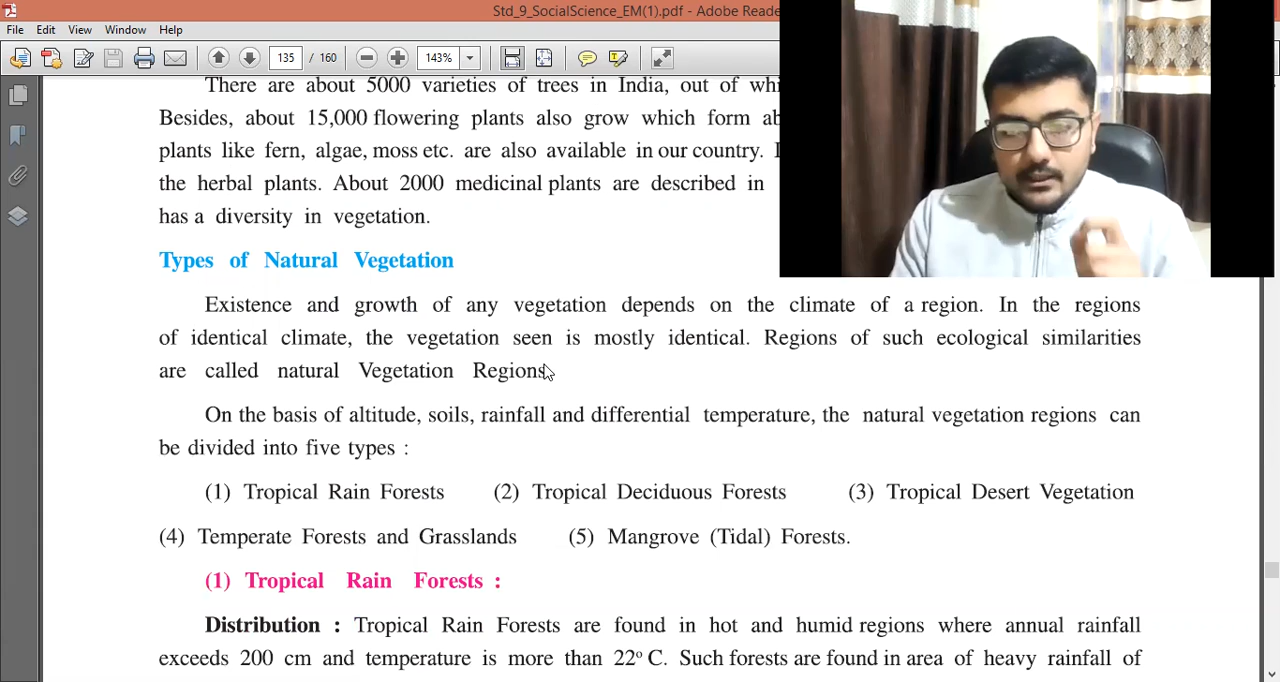 Std_9_SocialScience_EM(1).pdf - Adobe Reade
File Edit View Window Help
135 / 160 143%
There are about 5000 varieties of trees in India, out of
Besides, about 15,000 flowering plants also grow which form
plants like fern, algae, moss etc. are also available in our country.
the herbal plants. About 2000 medicinal plants are described in
has a diversity in vegetation.
Types of Natural Vegetation
Existence and growth of any vegetation depends on the climate of a region. In the regions
of identical climate, the vegetation seen is mostly identical. Regions of such ecological similarities
are called natural Vegetation Regions
On the basis of altitude, soils, rainfall and differential temperature, the natural vegetation regions can
be divided into five types :
(1) Tropical Rain Forests (2) Tropical Deciduous Forests (3) Tropical Desert Vegetation
(4) Temperate Forests and Grasslands (5) Mangrove (Tidal) Forests.
(1) Tropical Rain Forests :
Distribution : Tropical Rain Forests are found in hot and humid regions where annual rainfall
exceeds 200 cm and temperature is more than 22° C. Such forests are found in area of heavy rainfall of